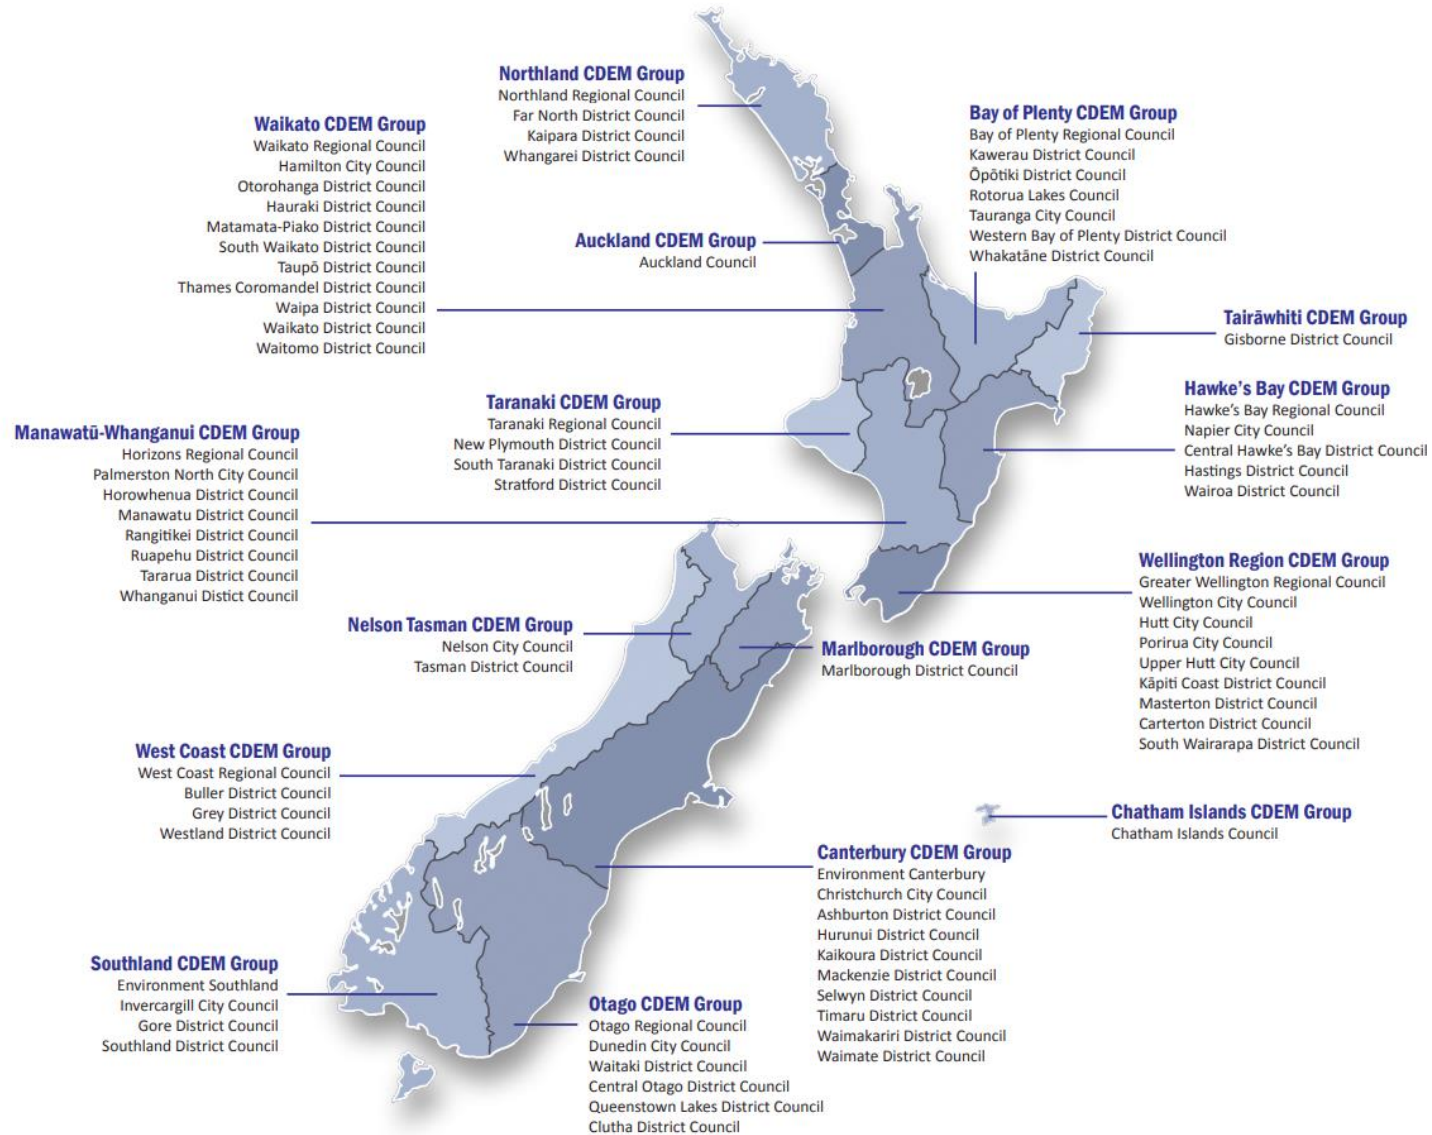 Northland CDEM Group
Northland Regional Council
Far North District Council
Kaipara District Council
Whangarei District Council
Waikato CDEM Group
Waikato Regional Council
Hamilton City Council
Otorohanga District Council
Hauraki District Council
Matamata-Piako District Council
South Waikato District Council
Taupō District Council
Thames Coromandel District Council
Waipa District Council
Waikato District Council
Waitomo District Council
Bay of Plenty CDEM Group
Bay of Plenty Regional Council
Kawerau District Council
Ōpōtiki District Council
Rotorua Lakes Council
Tauranga City Council
Western Bay of Plenty District Council
Whakatāne District Council
Auckland CDEM Group
Auckland Council
Tairāwhiti CDEM Group
Gisborne District Council
Hawke's Bay CDEM Group
Hawke's Bay Regional Council
Napier City Council
Central Hawke's Bay District Council
Hastings District Council
Wairoa District Council
Taranaki CDEM Group
Taranaki Regional Council
New Plymouth District Council
South Taranaki District Council
Stratford District Council
Manawatū-Whanganui CDEM Group
Horizons Regional Council
Palmerston North City Council
Horowhenua District Council
Manawatu District Council
Rangitikei District Council
Ruapehu District Council
Tararua District Council
Whanganui Distict Council
Wellington Region CDEM Group
Greater Wellington Regional Council
Wellington City Council
Hutt City Council
Porirua City Council
Upper Hutt City Council
Kāpiti Coast District Council
Masterton District Council
Carterton District Council
South Wairarapa District Council
Nelson Tasman CDEM Group
Nelson City Council
Tasman District Council
Marlborough CDEM Group
Marlborough District Council
West Coast CDEM Group
West Coast Regional Council
Buller District Council
Grey District Council
Westland District Council
Chatham Islands CDEM Group
Chatham Islands Council
Canterbury CDEM Group
Environment Canterbury
Christchurch City Council
Ashburton District Council
Hurunui District Council
Kaikoura District Council
Mackenzie District Council
Selwyn District Council
Timaru District Council
Waimakariri District Council
Waimate District Council
Southland CDEM Group
Environment Southland
Invercargill City Council
Gore District Council
Southland District Council
Otago CDEM Group
Otago Regional Council
Dunedin City Council
Waitaki District Council
Central Otago District Council
Queenstown Lakes District Council
Clutha District Council